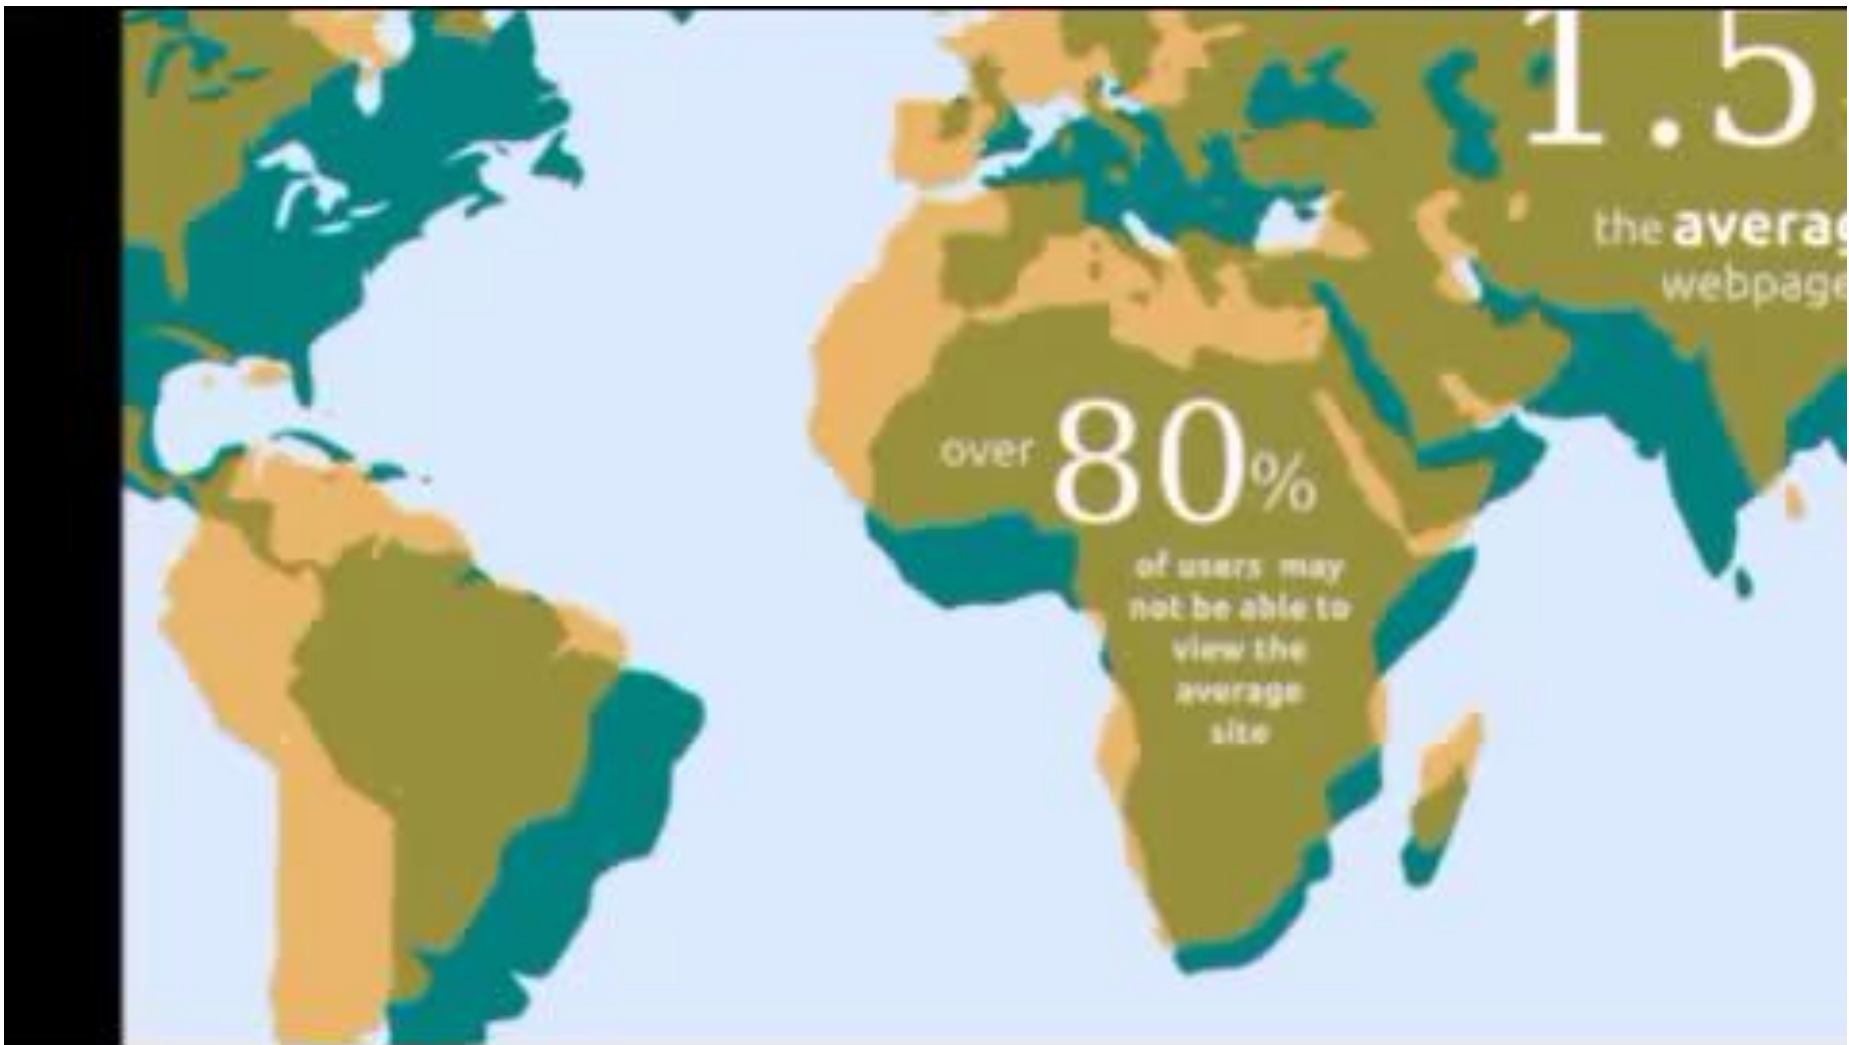 1.5
the averag
webpage
over 80%
of users may
not be able to
view the
average
site